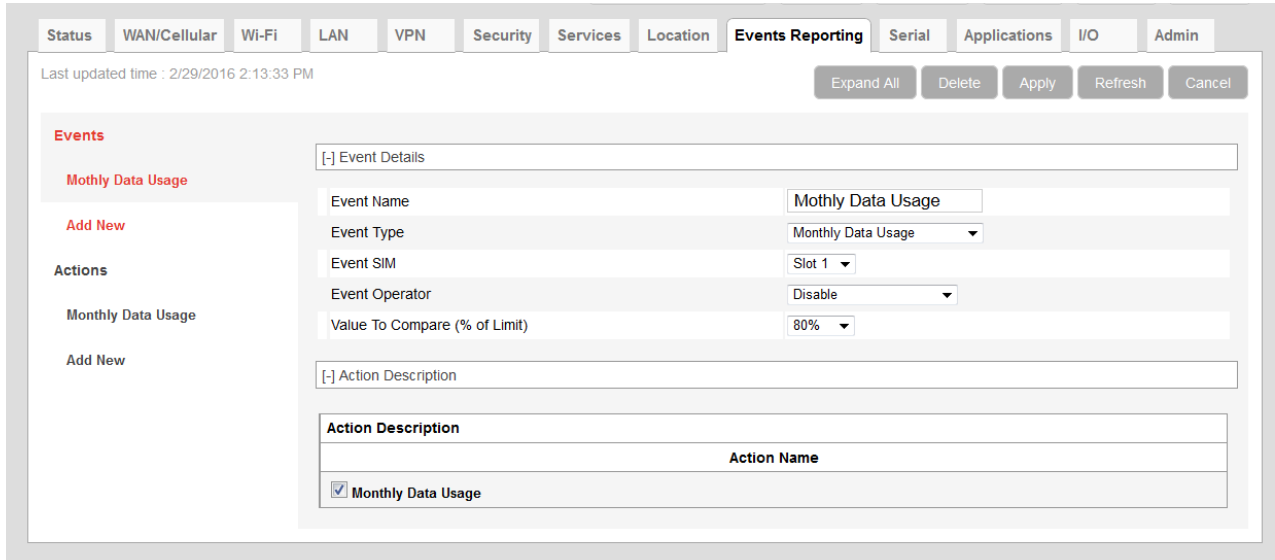 Status WAN/Cellular Wi-Fi LAN VPN Security Services Location Events Reporting Serial Applications I/O Admin
Last updated time : 2/29/2016 2:13:33 PM
Expand All Delete Apply Refresh Cancel
Events
Mothly Data Usage
Add New
Actions
Monthly Data Usage
Add New
[-] Event Details
Event Name Mothly Data Usage
Event Type Monthly Data Usage
Event SIM Slot 1
Event Operator Disable
Value To Compare (% of Limit) 80%
[-] Action Description
Action Description
Action Name
Monthly Data Usage